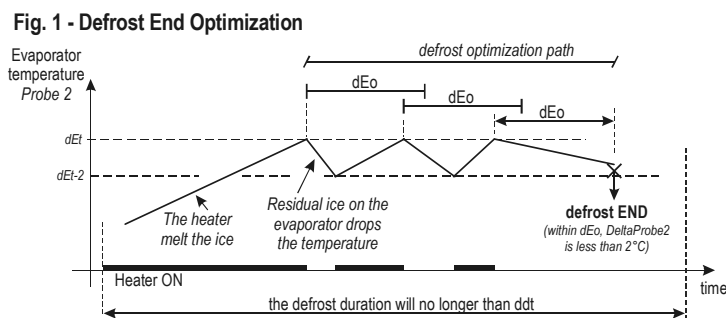 Fig. 1 - Defrost End Optimization
Evaporator
temperature
Probe 2
defrost optimization path
dEo
dEo
dEo
dEt
dEt-2
The heater
melt the ice
Residual ice on the
evaporator drops
the temperature
defrost END
(within dEo, DeltaProbe2
is less than 2°C)
Heater ON
time
the defrost duration will no longer than ddt